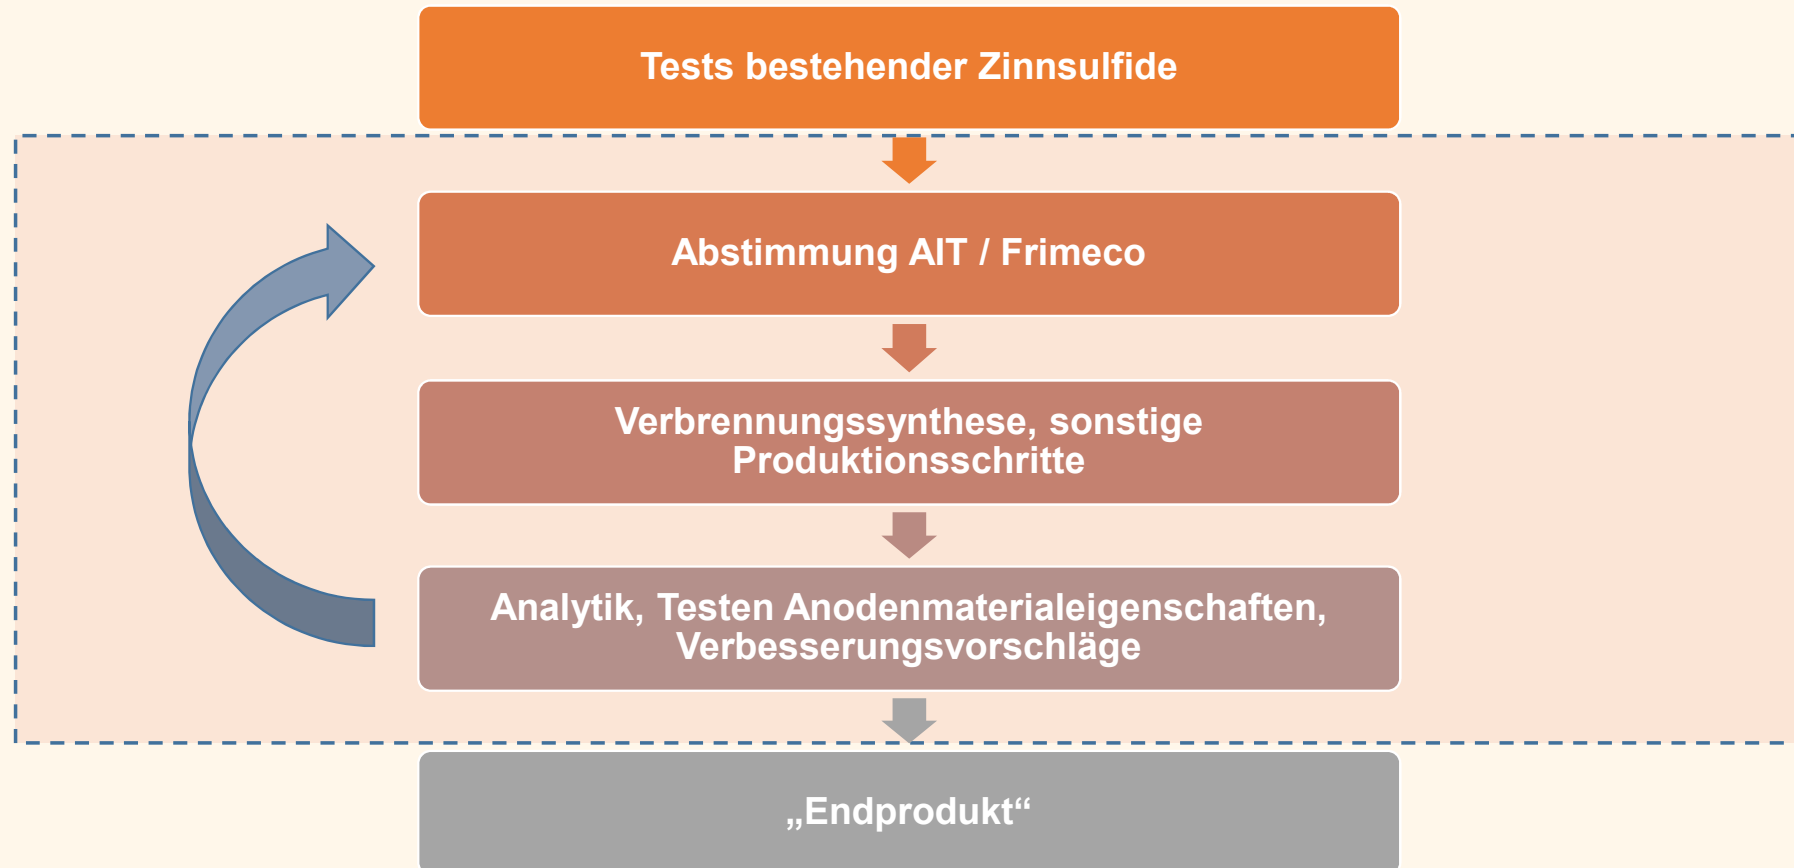 Tests bestehender Zinnsulfide
Abstimmung AIT / Frimeco
Verbrennungssynthese, sonstige
Produktionsschritte
Analytik, Testen Anodenmaterialeigenschaften,
Verbesserungsvorschläge
„Endprodukt“